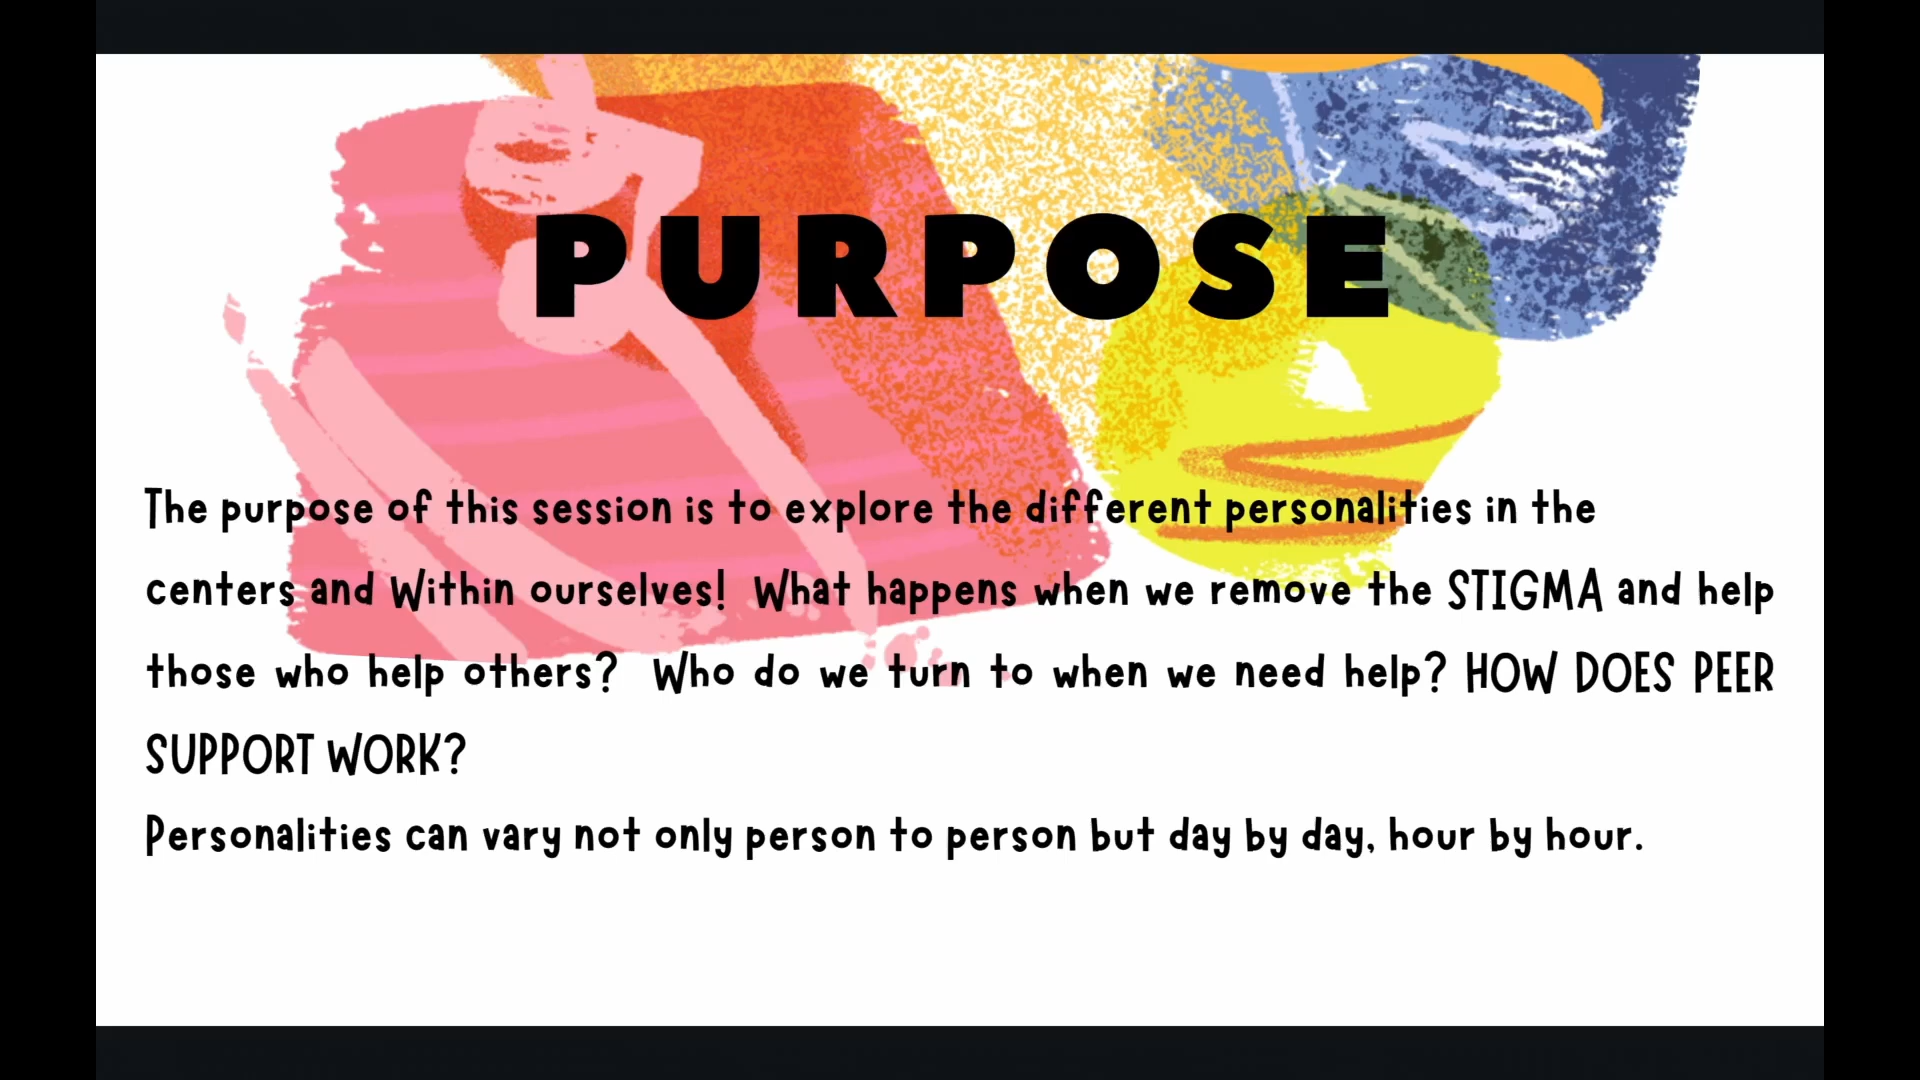 PURPOSE
The purpose of this session is to explore the different personalities in the
centers and Within ourselves! What happens when we remove the STIGMA and help
those who help others? Who do we turn to when we need help? HOW DOES PEER
SUPPORT WORK?
Personalities can vary not only person to person but day by day, hour by hour.